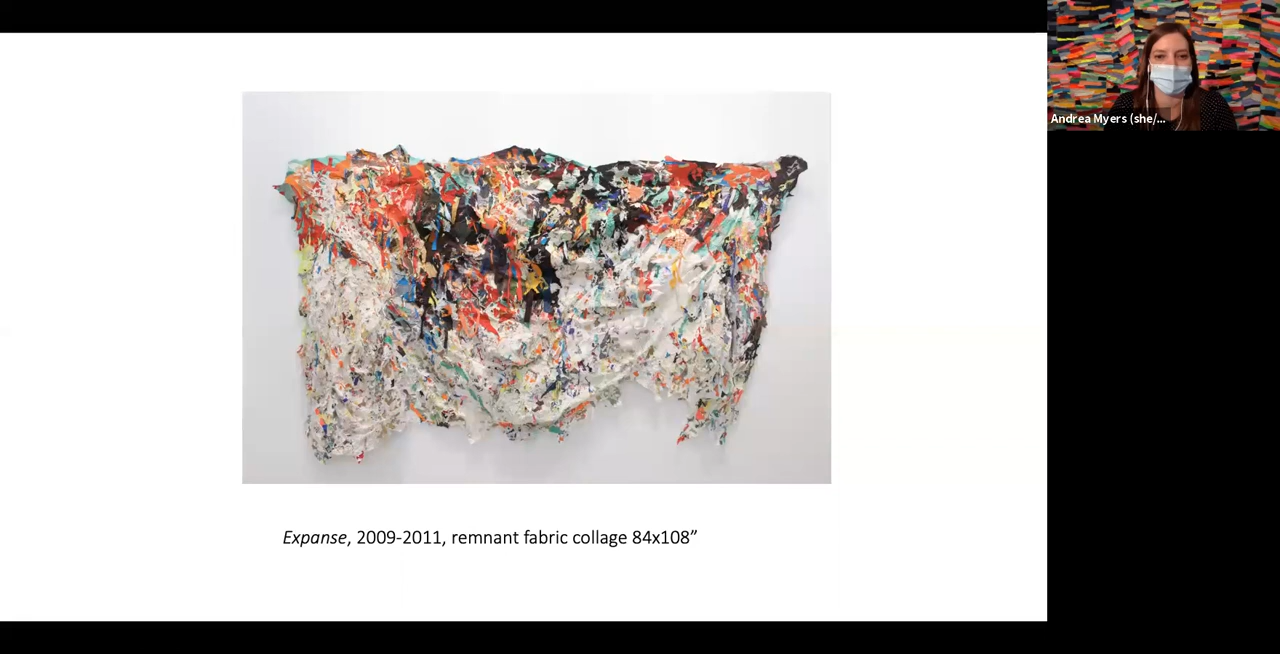 Andrea Myers (she/...
Expanse, 2009-2011, remnant fabric collage 84x108”